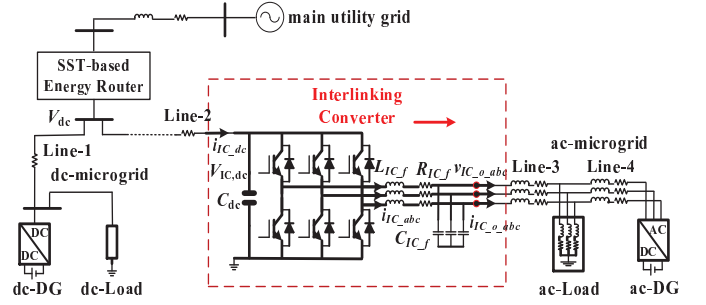 main utility grid
SST-based
Energy Router
V_dc
Line-2
Line-1
dc-microgrid
DC
DC
dc-DG
dc-Load
Interlinking
Converter
i_IC_dc
V_IC,dc
C_dc
L_IC_f
R_IC_f
v_IC_o_abc
i_IC_abc
C_IC_f
i_IC_o_abc
ac-microgrid
Line-3
Line-4
AC
DC
ac-Load
ac-DG